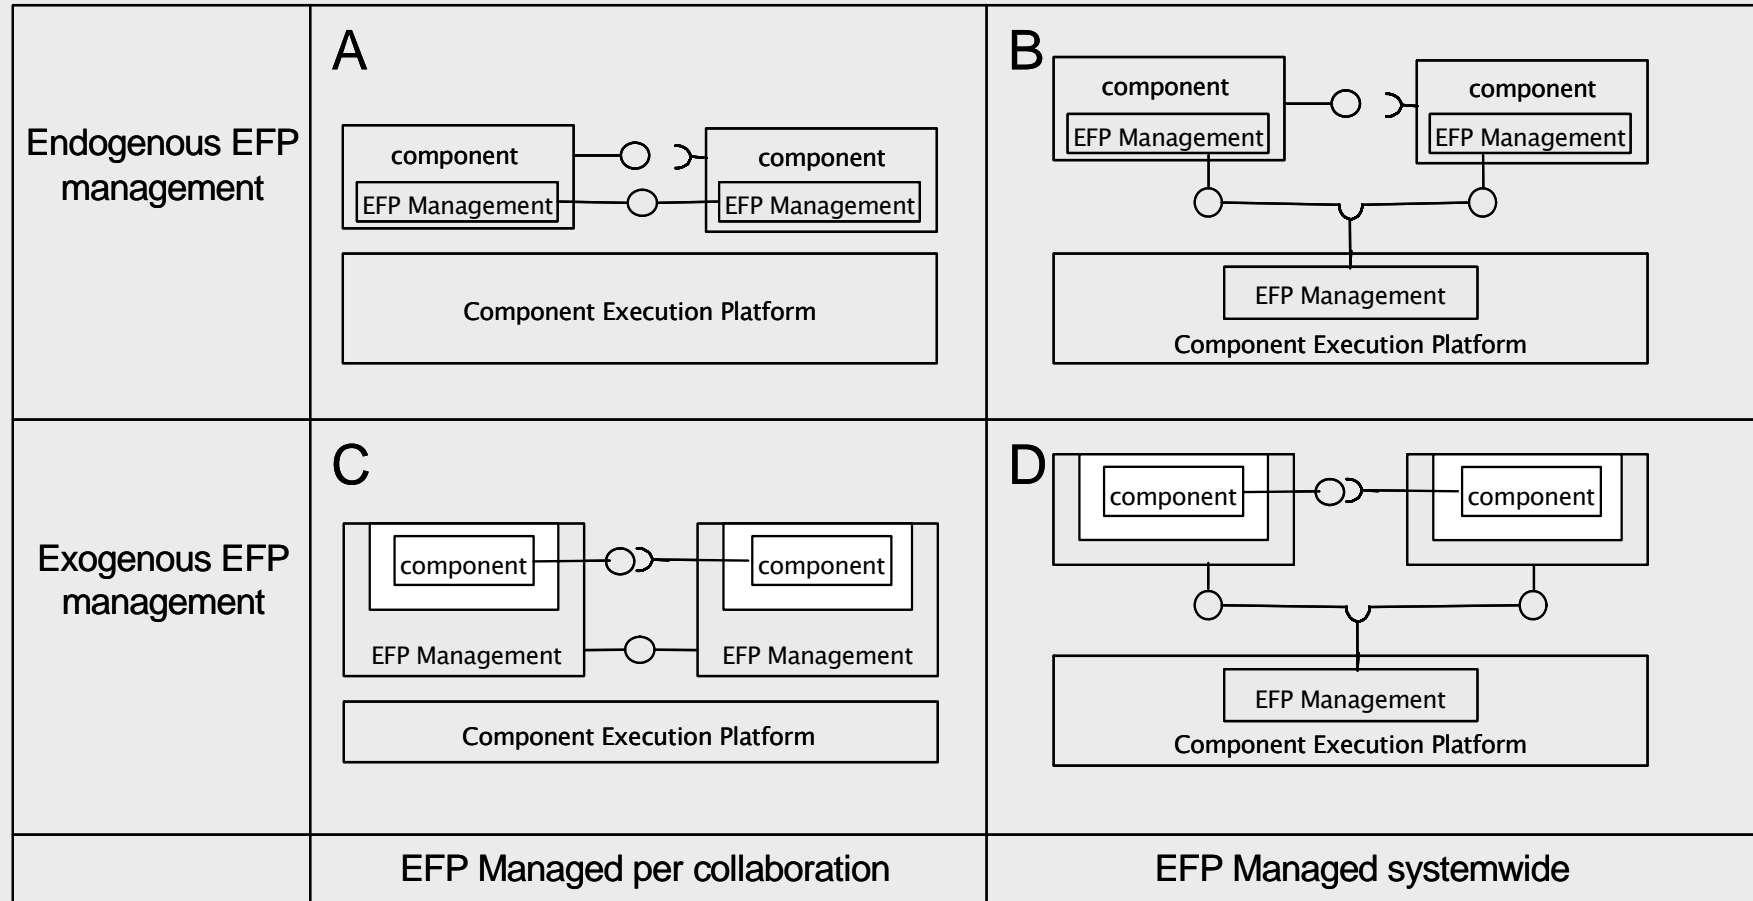 Endogenous EFP
management
A
component
component
EFP Management
EFP Management
Component Execution Platform
B
component
component
EFP Management
EFP Management
EFP Management
Component Execution Platform
Exogenous EFP
management
C
component
component
EFP Management
EFP Management
Component Execution Platform
D
component
component
EFP Management
Component Execution Platform
EFP Managed per collaboration
EFP Managed systemwide